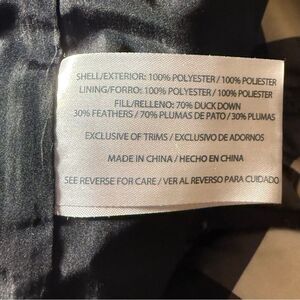 SHELL/EXTERIOR: 100% POLYESTER / 100% POLIESTER
LINING/FORRO: 100% POLYESTER / 100% POLIESTER
FILL/RELLENO: 70% DUCK DOWN
30% FEATHERS / 70% PLUMAS DE PATO / 30% PLUMAS
EXCLUSIVE OF TRIMS / EXCLUSIVO DE ADORNOS
MADE IN CHINA / HECHO EN CHINA
SEE REVERSE FOR CARE / VER AL REVERSO PARA CUIDADO